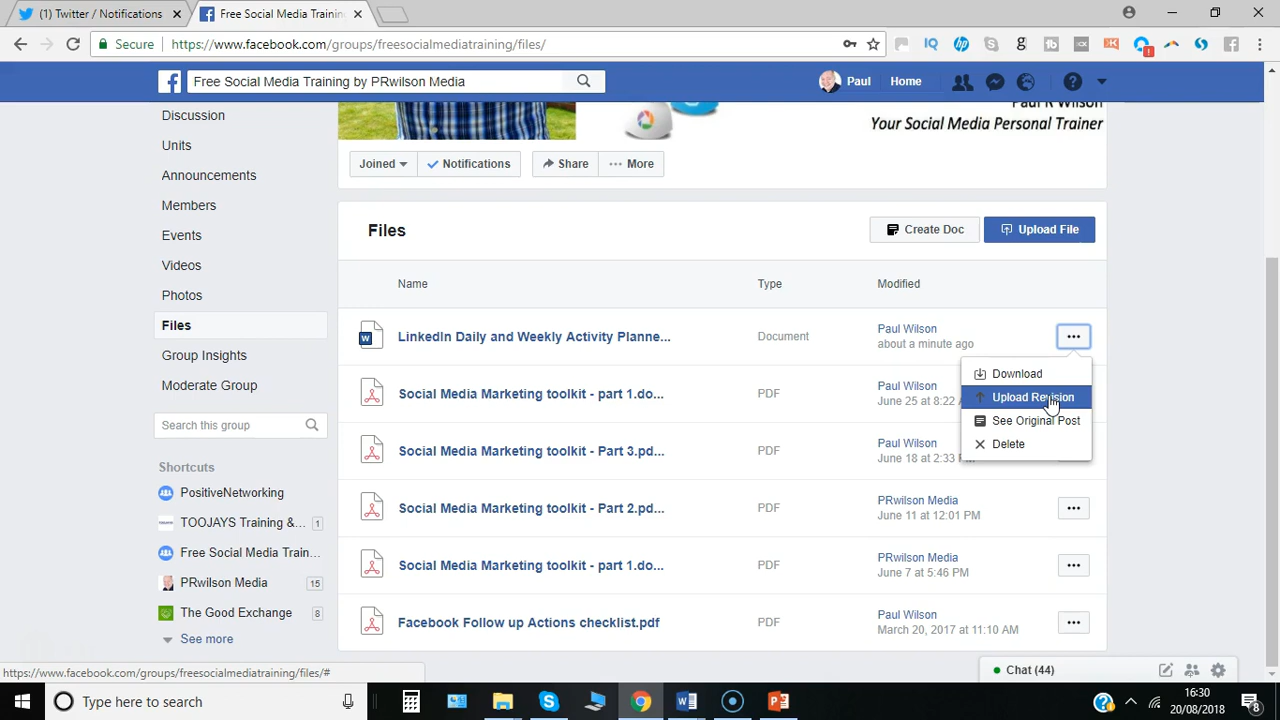 (1) Twitter / Notifications
Free Social Media Trainin
Secure
https://www.facebook.com/groups/freesocialmediatraining/files/
Free Social Media Training by PRwilson Media
Paul
Home
Discussion
Units
Announcements
Members
Events
Videos
Photos
Files
Group Insights
Moderate Group
Search this group
Shortcuts
PositiveNetworking
TOOJAYS Training &... 1
Free Social Media Train...
PRwilson Media 15
The Good Exchange 8
See more
Paul R Wilson
Your Social Media Personal Trainer
Joined
Notifications
Share
More
Files
Create Doc
Upload File
Name Type Modified
LinkedIn Daily and Weekly Activity Planne... Document Paul Wilson
about a minute ago
Social Media Marketing toolkit - part 1.do... PDF Paul Wilson
June 25 at 8:22
Social Media Marketing toolkit - Part 3.pd... PDF Paul Wilson
June 18 at 2:33
Social Media Marketing toolkit - Part 2.pd... PDF PRwilson Media
June 11 at 12:01 PM
Social Media Marketing toolkit - part 1.do... PDF PRwilson Media
June 7 at 5:46 PM
Facebook Follow up Actions checklist.pdf PDF Paul Wilson
March 20, 2017 at 11:10 AM
Download
Upload Revision
See Original Post
Delete
https://www.facebook.com/groups/freesocialmediatraining/files/#
Chat (44)
Type here to search
16:30
20/08/2018
8